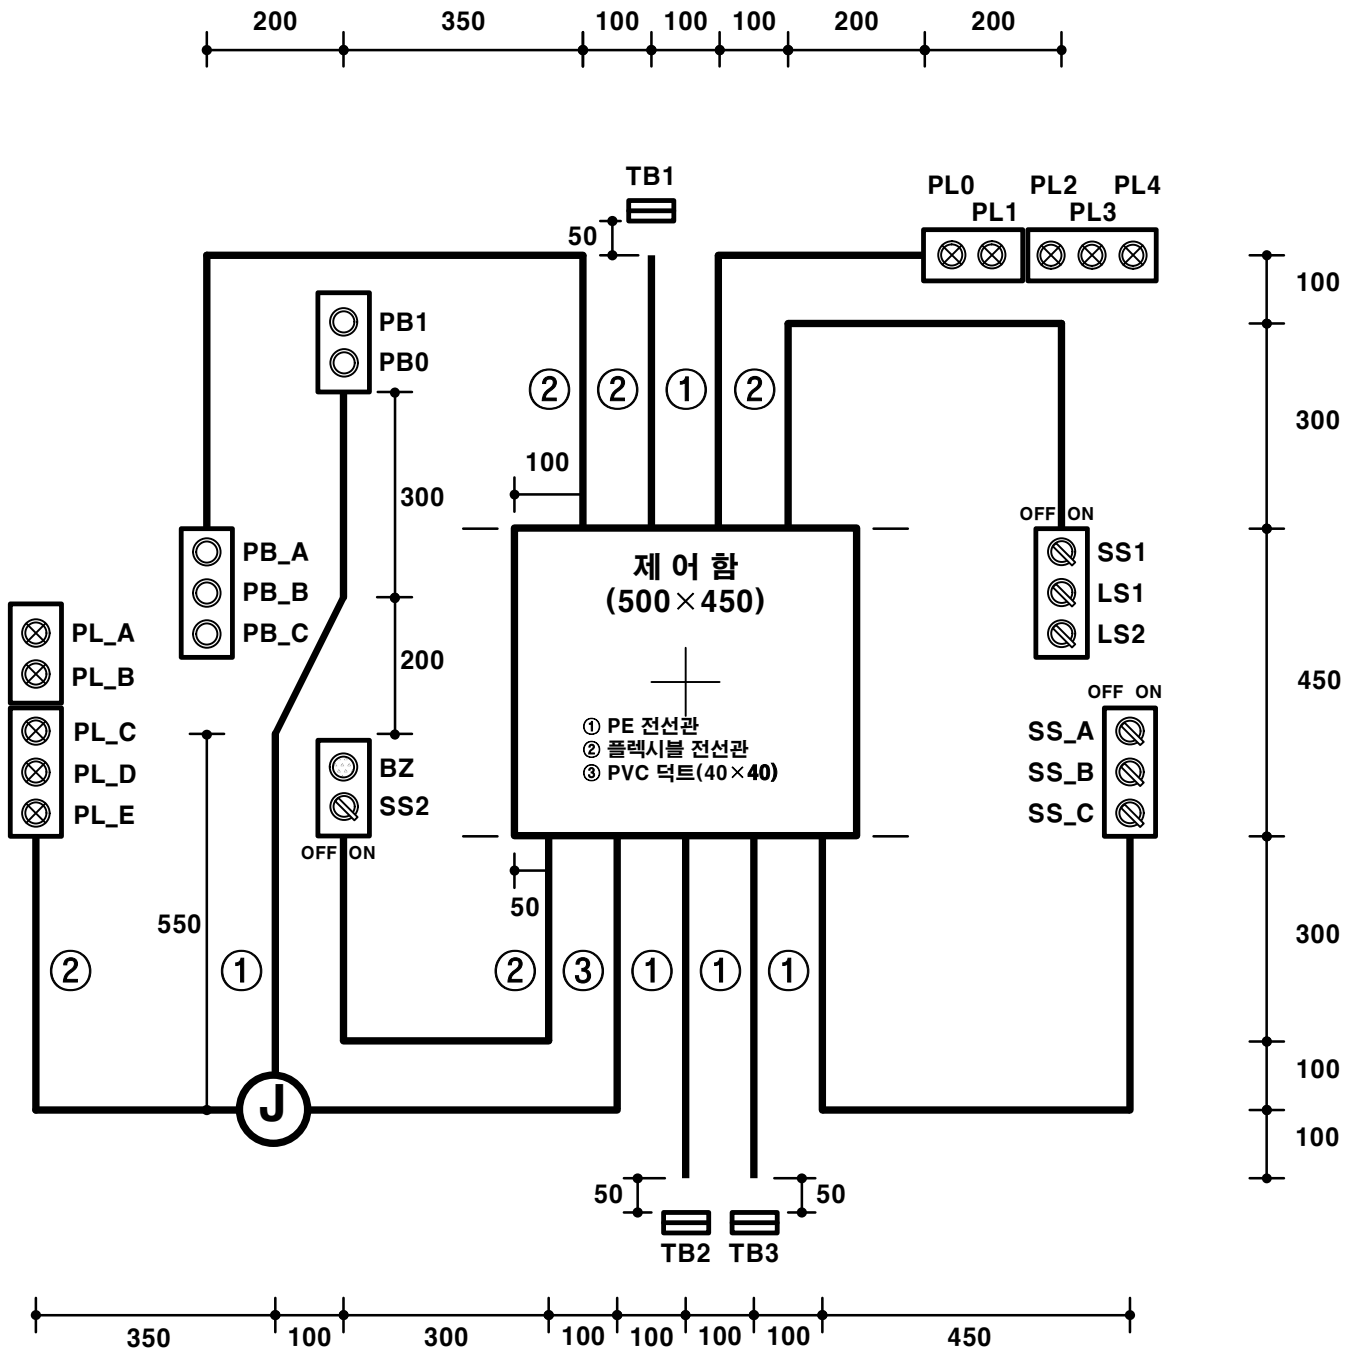 200 350 100 100 100 200 200
TB1
PL0 PL2 PL4
PL1 PL3
50
100
PB1
PB0
② ② ① ②
300
100
300
OFF ON
제 어 함
(500×450)
SS1
LS1
LS2
PB_A
PB_B
PB_C
PL_A
PL_B
200
450
OFF ON
PL_C
PL_D
PL_E
BZ
SS2
OFF ON
① PE 전선관
② 플렉시블 전선관
③ PVC 덕트(40×40)
SS_A
SS_B
SS_C
50
550
300
② ① ② ③ ① ① ①
100
J
100
50 50
TB2 TB3
350 100 300 100 100 100 100 450